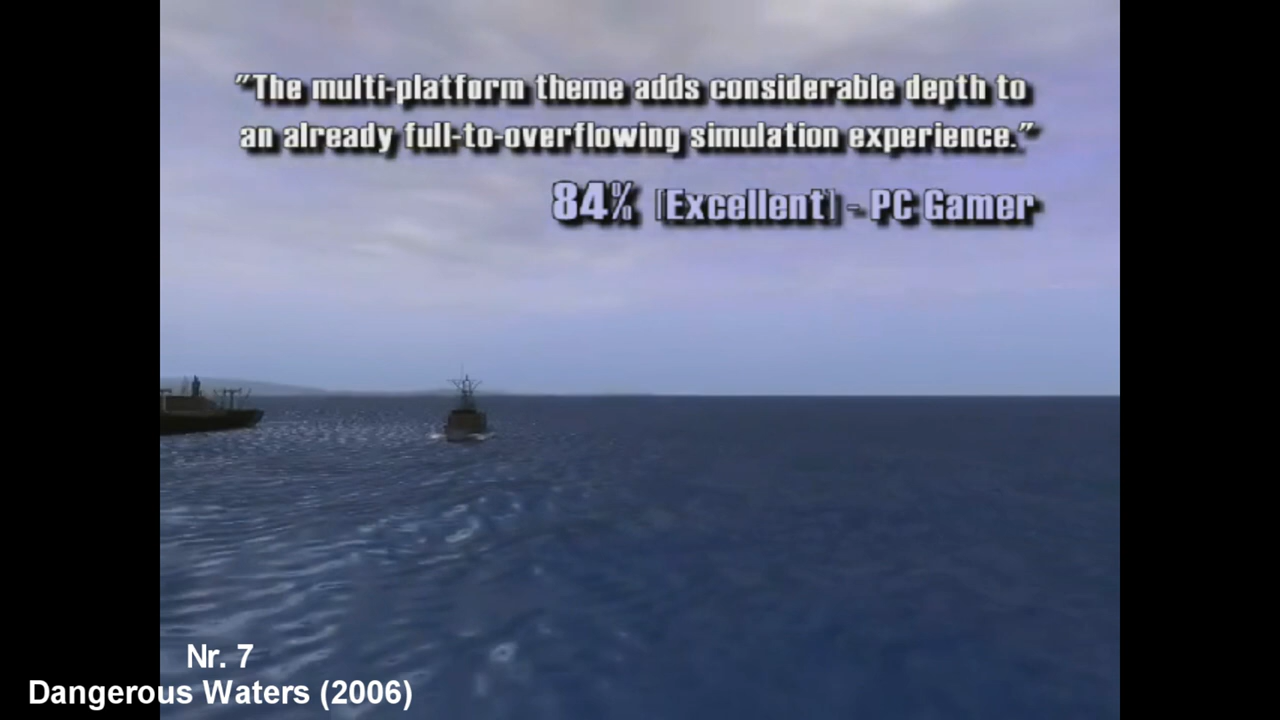 "The multi-platform theme adds considerable depth to
an already full-to-overflowing simulation experience."
84% [Excellent] - PC Gamer
Nr. 7
Dangerous Waters (2006)